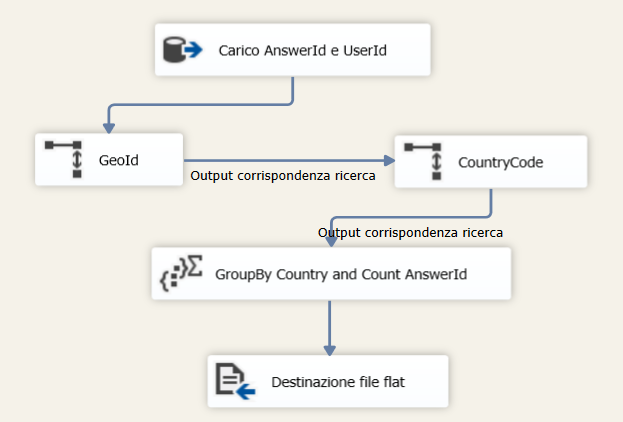 Carico AnswerId e UserId
GeoId
Output corrispondenza ricerca
CountryCode
Output corrispondenza ricerca
GroupBy Country and Count AnswerId
Destinazione file flat